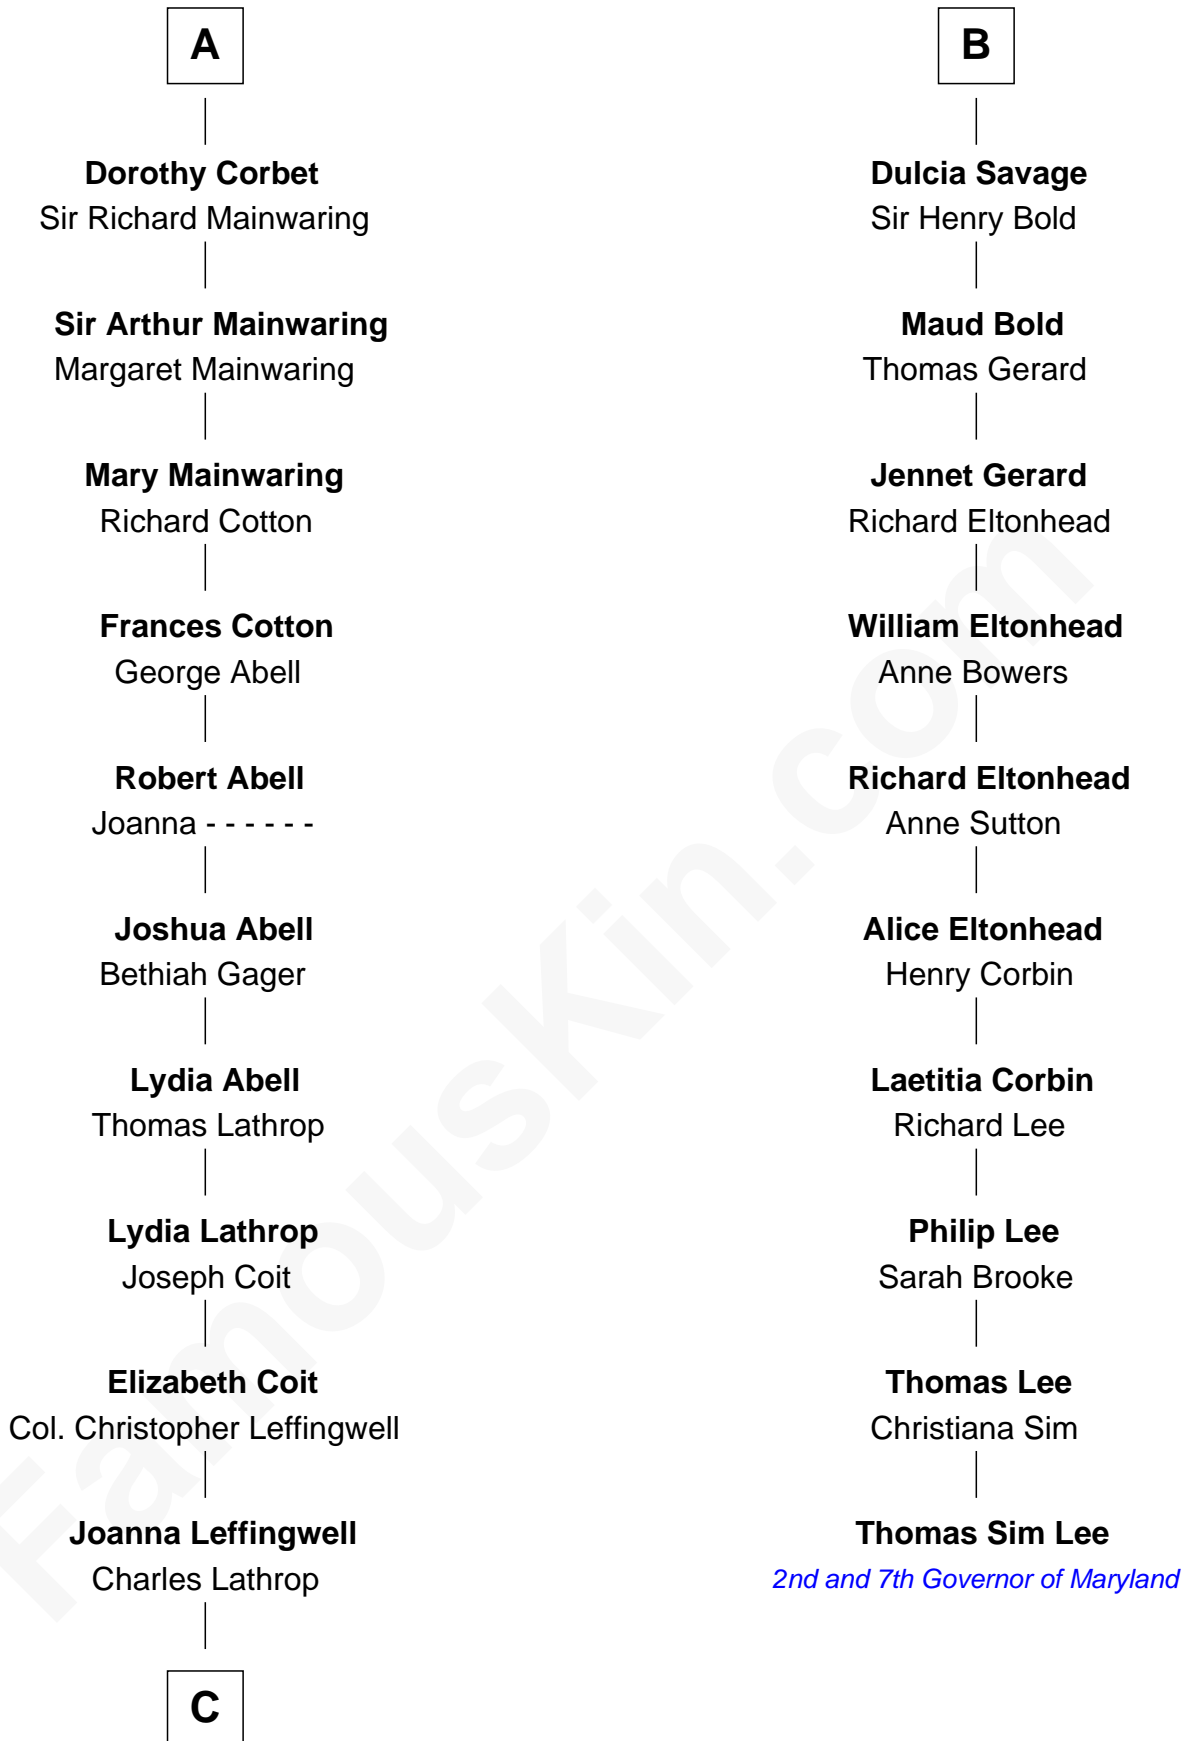 A
Dorothy Corbet
Sir Richard Mainwaring
Sir Arthur Mainwaring
Margaret Mainwaring
Mary Mainwaring
Richard Cotton
Frances Cotton
George Abell
Robert Abell
Joanna - - - - - -
Joshua Abell
Bethiah Gager
Lydia Abell
Thomas Lathrop
Lydia Lathrop
Joseph Coit
Elizabeth Coit
Col. Christopher Leffingwell
Joanna Leffingwell
Charles Lathrop
C
B
Dulcia Savage
Sir Henry Bold
Maud Bold
Thomas Gerard
Jennet Gerard
Richard Eltonhead
William Eltonhead
Anne Bowers
Richard Eltonhead
Anne Sutton
Alice Eltonhead
Henry Corbin
Laetitia Corbin
Richard Lee
Philip Lee
Sarah Brooke
Thomas Lee
Christiana Sim
Thomas Sim Lee
2nd and 7th Governor of Maryland
FamousKin.com